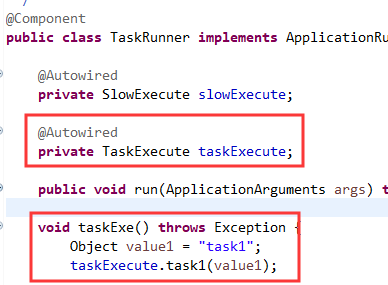 */
@Component
public class TaskRunner implements ApplicationRu
@Autowired
private SlowExecute slowExecute;
@Autowired
private TaskExecute taskExecute;
public void run(ApplicationArguments args) t
void taskExe() throws Exception {
Object value1 = "task1";
taskExecute.task1(value1);